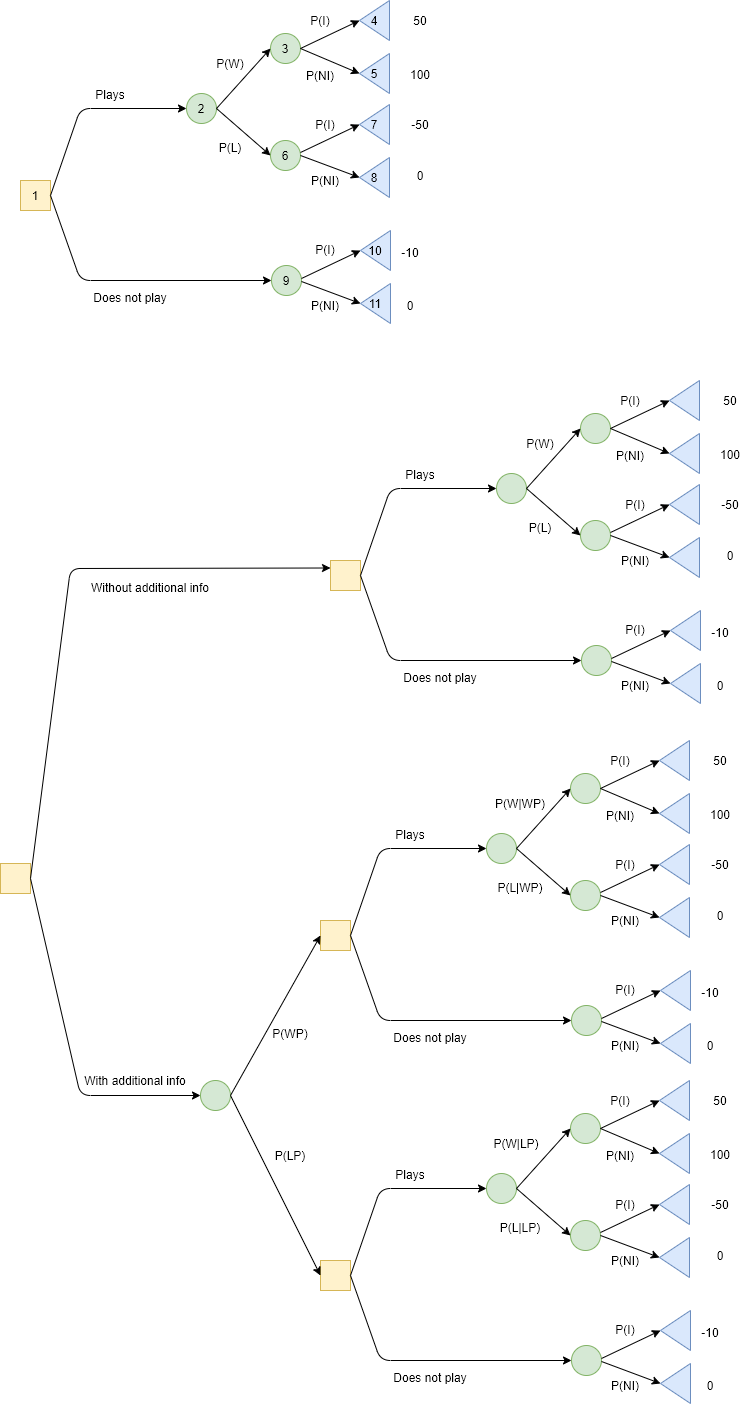 P(I)
4
50
3
P(W)
P(NI)
5
100
Plays
2
P(I)
7
-50
P(L)
6
P(NI)
8
0
1
P(I)
10
-10
9
Does not play
P(NI)
11
0
P(I)
50
P(W)
P(NI)
100
Plays
P(I)
-50
P(L)
P(NI)
0
Without additional info
P(I)
-10
Does not play
P(NI)
0
P(I)
50
P(W|WP)
P(NI)
100
Plays
P(I)
-50
P(L|WP)
P(NI)
0
P(I)
-10
P(WP)
Does not play
P(NI)
0
With additional info
P(I)
50
P(W|LP)
P(NI)
100
P(LP)
Plays
P(I)
-50
P(L|LP)
P(NI)
0
P(I)
-10
Does not play
P(NI)
0